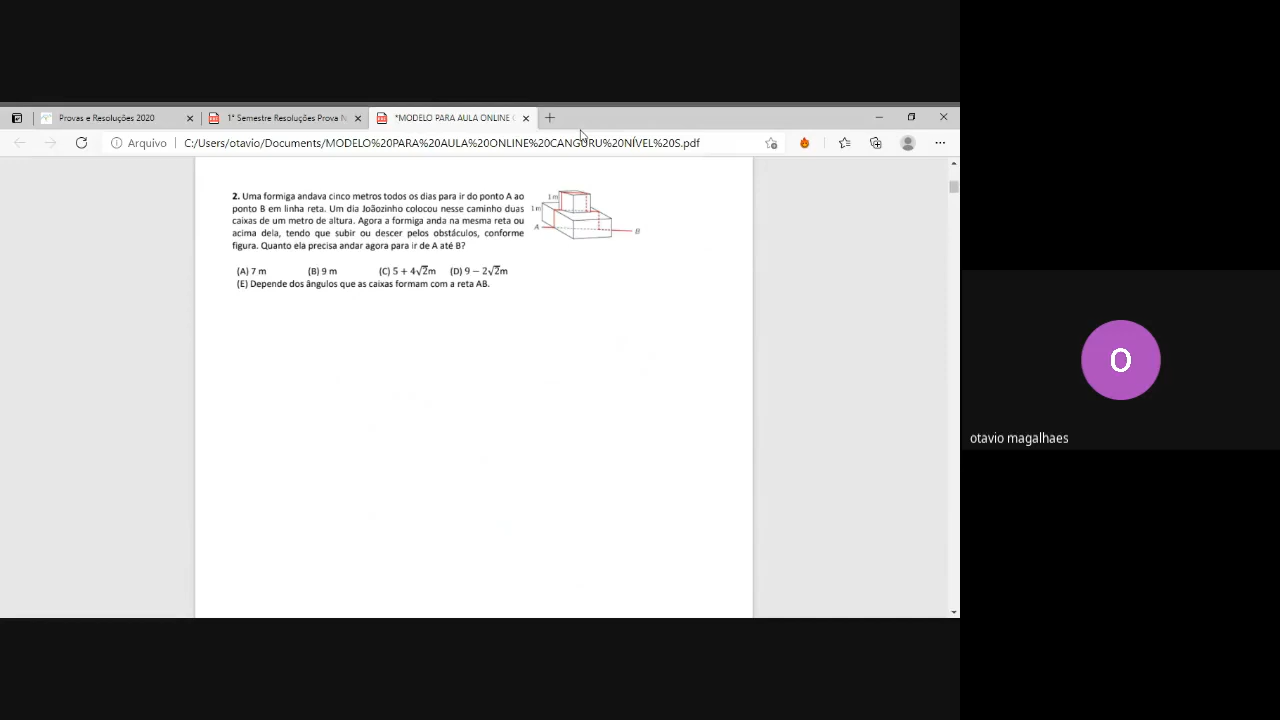 Provas e Resoluções 2020
1° Semestre Resoluções Prova N
*MODELO PARA AULA ONLINE C
Arquivo
C:/Users/otavio/Documents/MODELO%20PARA%20AULA%20ONLINE%20CANGURU%20NÍVEL%20S.pdf
2. Uma formiga andava cinco metros todos os dias para ir do ponto A ao
ponto B em linha reta. Um dia Joãozinho colocou nesse caminho duas
caixas de um metro de altura. Agora a formiga anda na mesma reta ou
acima dela, tendo que subir ou descer pelos obstáculos, conforme
figura. Quanto ela precisa andar agora para ir de A até B?
1 m
1 m
A
B
(A) 7 m (B) 9 m (C) 5 + 4√2m (D) 9 − 2√2m
(E) Depende dos ângulos que as caixas formam com a reta AB.
O
otavio magalhaes